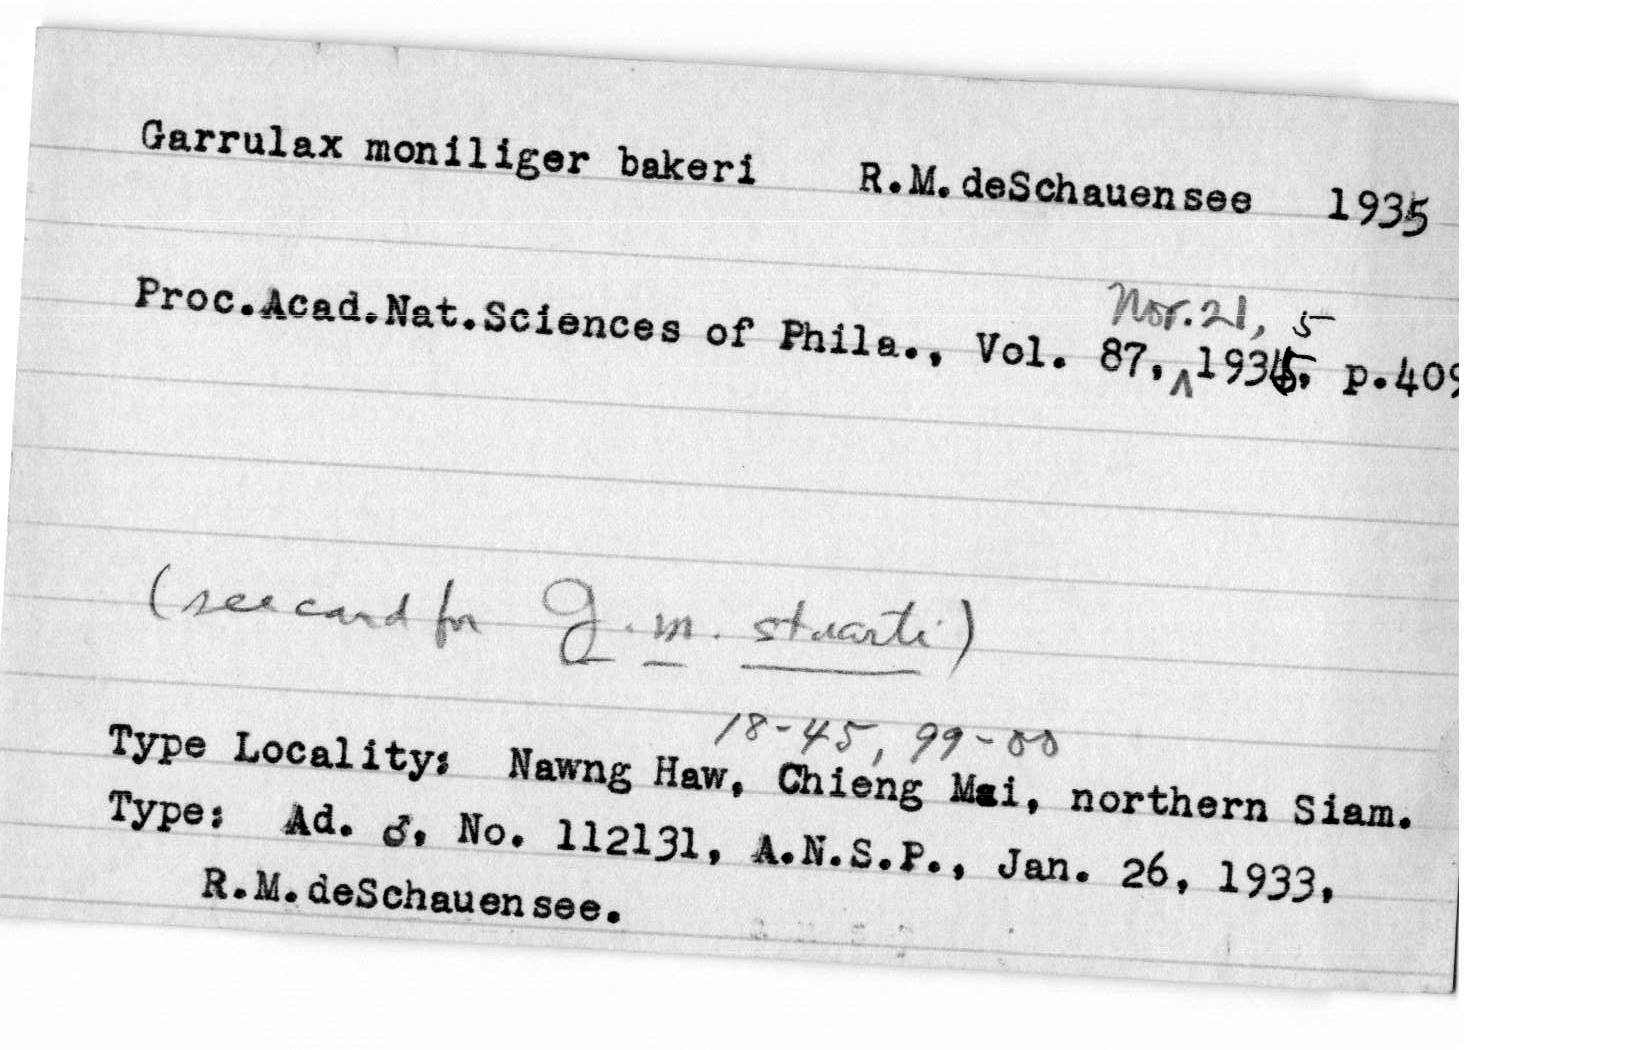 Garrulax moniliger bakeri R.M.deSchauensee 1935
Nov. 21, 5
Proc.Acad.Nat.Sciences of Phila., Vol. 87, ^ 1935, p.409
(see card for G. m. stuarti)
18-45, 99-00
Type Locality: Nawng Haw, Chieng Mai, northern Siam.
Type: Ad. ♂, No. 112131, A.N.S.P., Jan. 26, 1933,
R.M.deSchauensee.